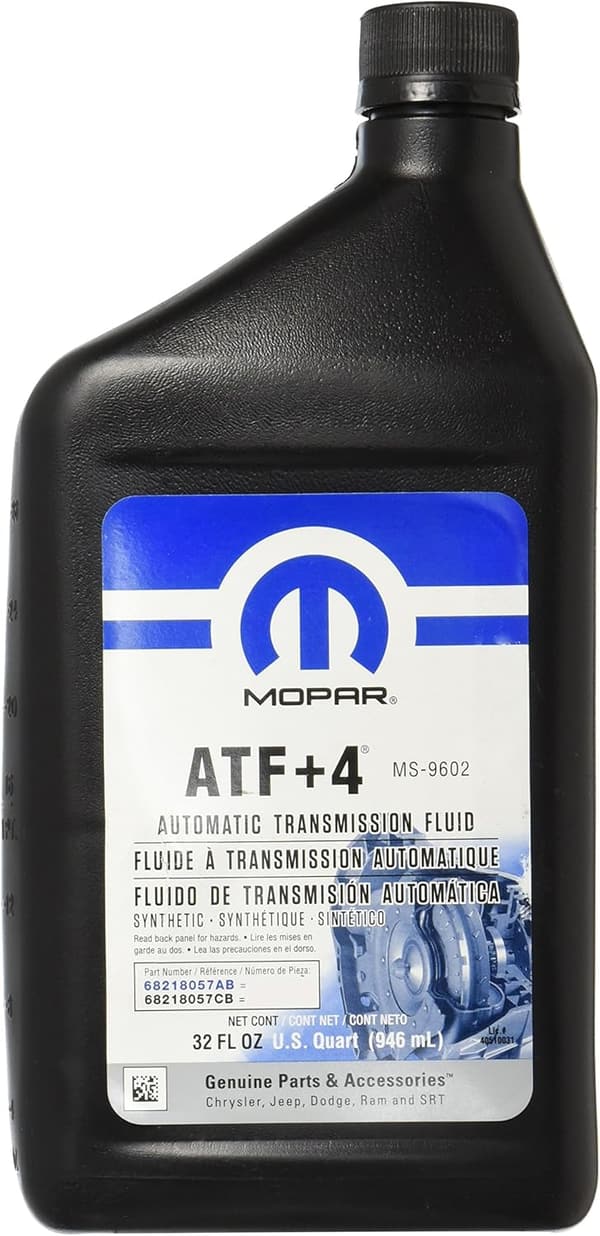 MOPAR®
ATF+4® MS-9602
AUTOMATIC TRANSMISSION FLUID
FLUIDE À TRANSMISSION AUTOMATIQUE
FLUIDO DE TRANSMISIÓN AUTOMÁTICA
SYNTHETIC · SYNTHÉTIQUE · SINTÉTICO
Read back panel for hazards. • Lire les mises en
garde au dos. • Lea las precauciones en el dorso.
Part Number / Référence / Número de Pieza:
68218057AB =
68218057CB =
NET CONT / CONT NET / CONT NETO
32 FL OZ U.S. Quart (946 mL)
Lic.#
40510031
Genuine Parts & Accessories™
Chrysler, Jeep, Dodge, Ram and SRT